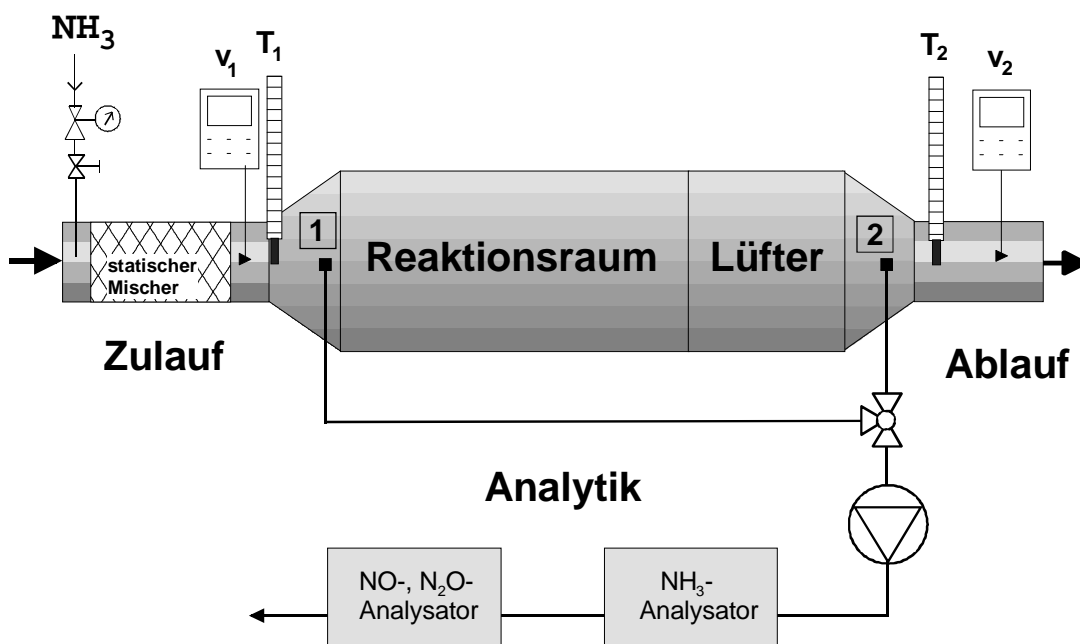 NH₃
v₁
T₁
T₂
v₂
1
2
Reaktionsraum
Lüfter
statischer
Mischer
Zulauf
Ablauf
Analytik
NO-, N₂O-
Analysator
NH₃-
Analysator